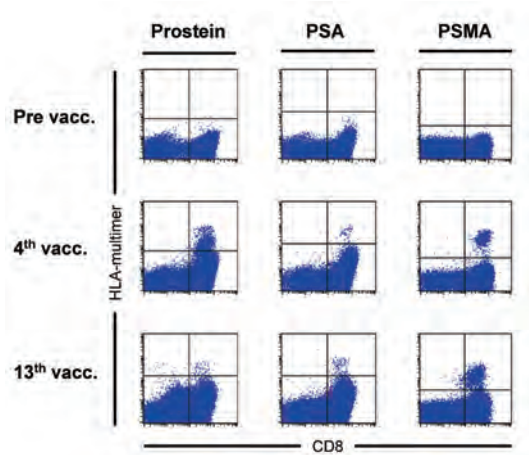 Prostein PSA PSMA
Pre vacc.
4th vacc.
13th vacc.
HLA-multimer
CD8